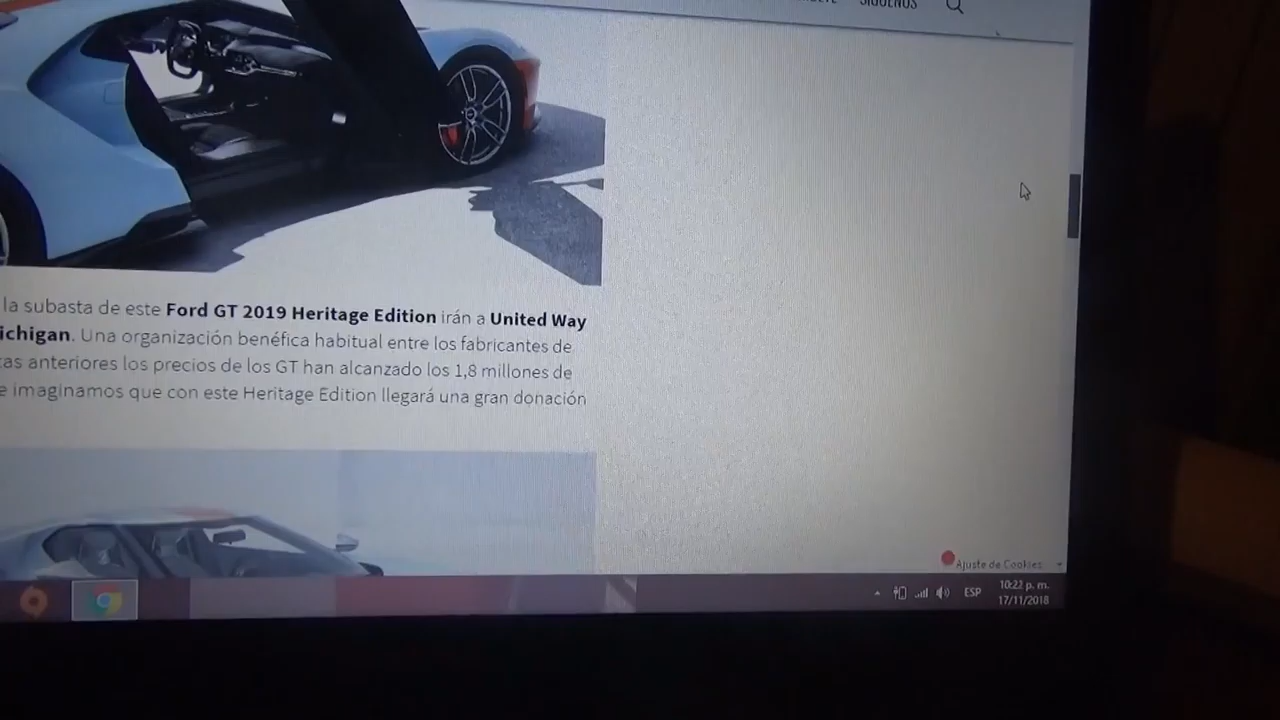 SÍGUENOS
la subasta de este Ford GT 2019 Heritage Edition irán a United Way
ichigan. Una organización benéfica habitual entre los fabricantes de
as anteriores los precios de los GT han alcanzado los 1,8 millones de
e imaginamos que con este Heritage Edition llegará una gran donación
Ajuste de Cookies
ESP
10:22 p. m.
17/11/2018